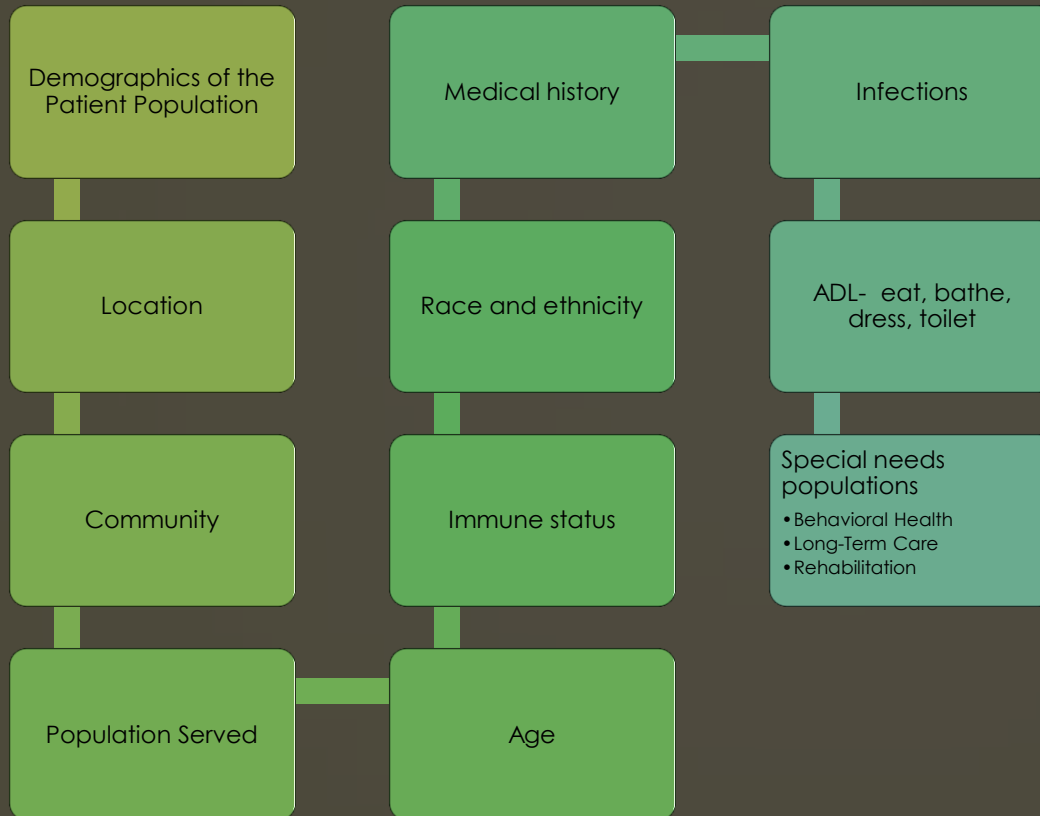 Demographics of the
Patient Population
Location
Community
Population Served
Age
Immune status
Race and ethnicity
Medical history
Infections
ADL-  eat, bathe,
dress, toilet
Special needs
populations
•Behavioral Health
•Long-Term Care
•Rehabilitation